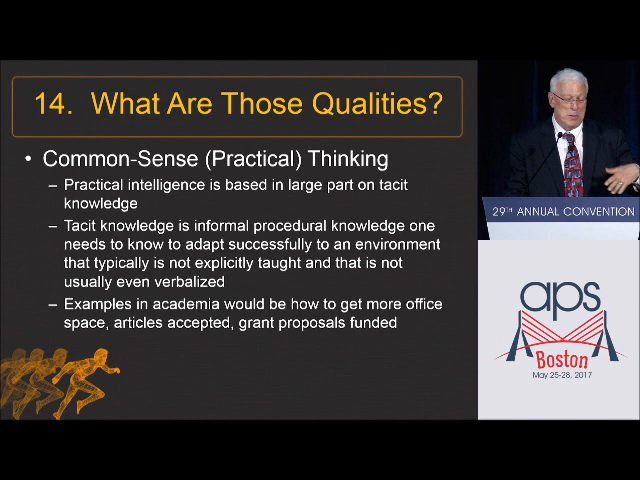 14. What Are Those Qualities?
• Common-Sense (Practical) Thinking
– Practical intelligence is based in large part on tacit
knowledge
– Tacit knowledge is informal procedural knowledge one
needs to know to adapt successfully to an environment
that typically is not explicitly taught and that is not
usually even verbalized
– Examples in academia would be how to get more office
space, articles accepted, grant proposals funded
29TH ANNUAL CONVENTION
aps
Boston
May 25-28, 2017